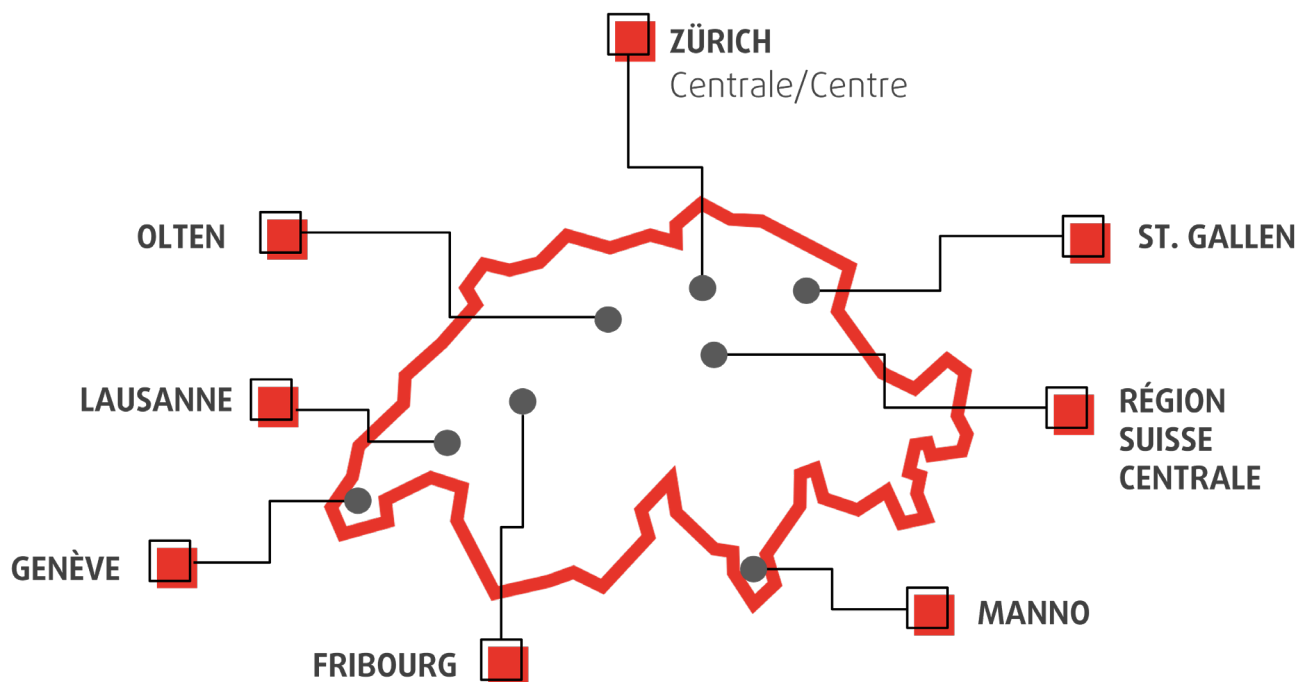 ZÜRICH
Centrale/Centre
OLTEN
ST. GALLEN
LAUSANNE
RÉGION
SUISSE
CENTRALE
GENÈVE
MANNO
FRIBOURG